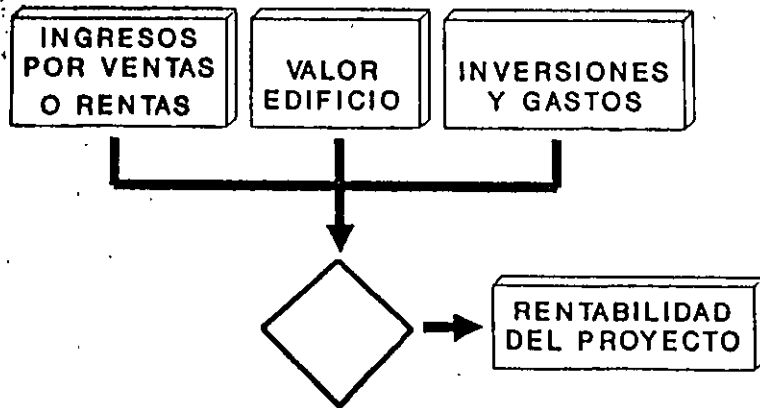 INGRESOS
POR VENTAS
O RENTAS
VALOR
EDIFICIO
INVERSIONES
Y GASTOS
RENTABILIDAD
DEL PROYECTO